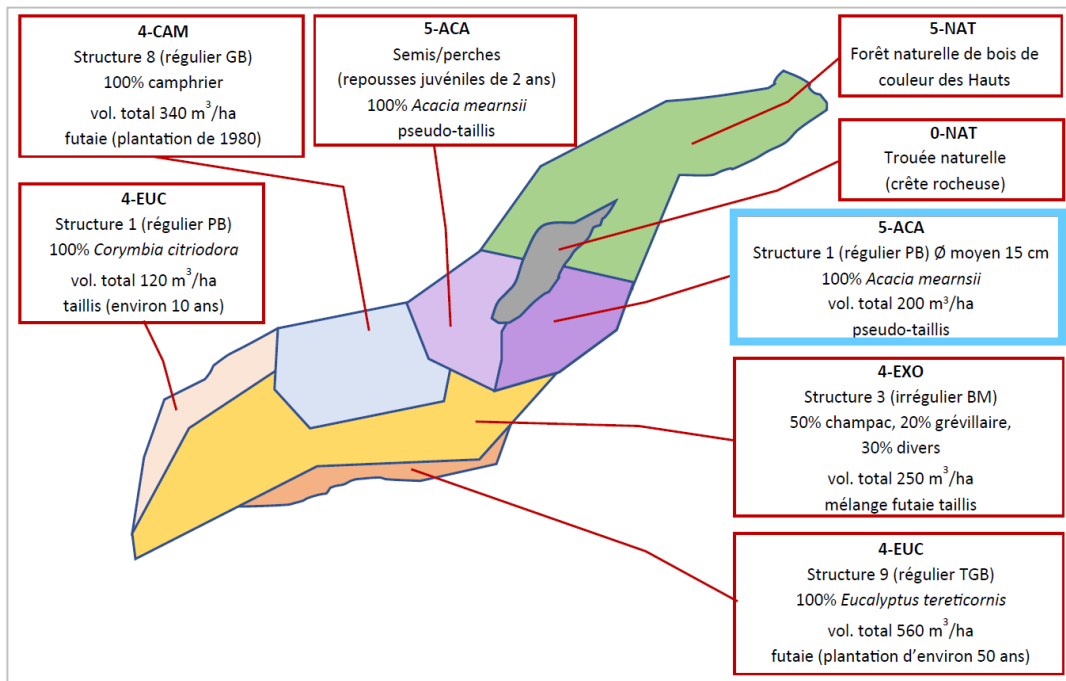 4-CAM
Structure 8 (régulier GB)
100% camphrier
vol. total 340 m³/ha
futaie (plantation de 1980)
5-ACA
Semis/perches
(repousses juvéniles de 2 ans)
100% Acacia mearnsii
pseudo-taillis
5-NAT
Forêt naturelle de bois de
couleur des Hauts
0-NAT
Trouée naturelle
(crête rocheuse)
4-EUC
Structure 1 (régulier PB)
100% Corymbia citriodora
vol. total 120 m³/ha
taillis (environ 10 ans)
5-ACA
Structure 1 (régulier PB) Ø moyen 15 cm
100% Acacia mearnsii
vol. total 200 m³/ha
pseudo-taillis
4-EXO
Structure 3 (irrégulier BM)
50% champac, 20% grévillaire,
30% divers
vol. total 250 m³/ha
mélange futaie taillis
4-EUC
Structure 9 (régulier TGB)
100% Eucalyptus tereticornis
vol. total 560 m³/ha
futaie (plantation d’environ 50 ans)